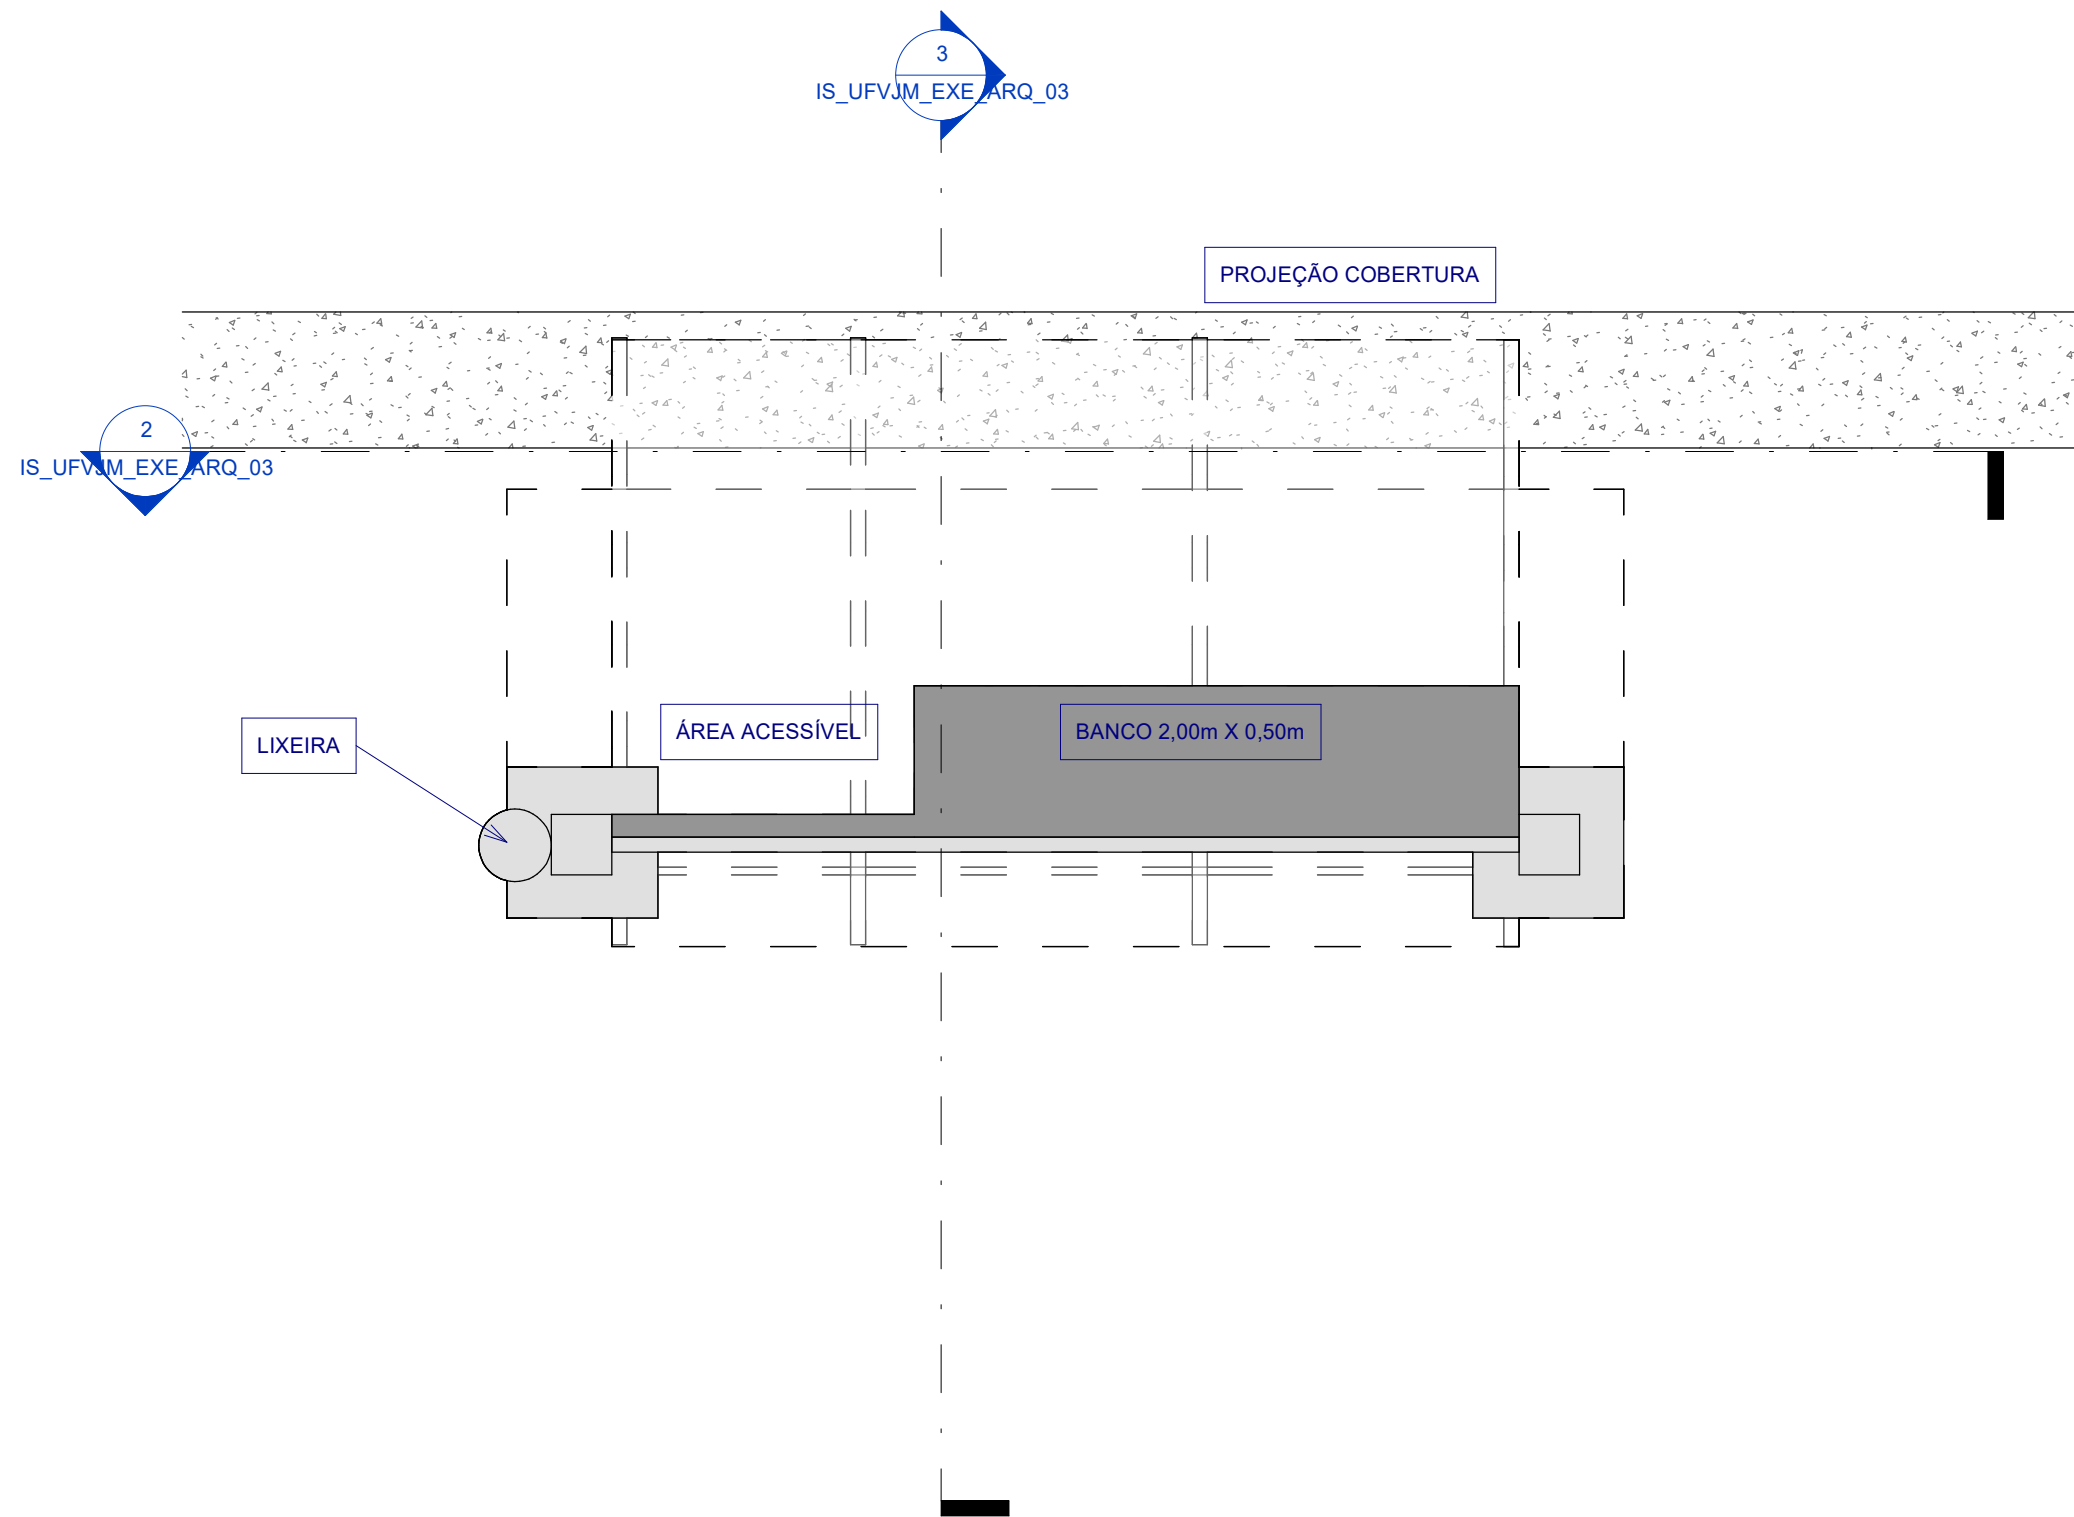 3
IS_UFVJM_EXE_ARQ_03
PROJEÇÃO COBERTURA
2
IS_UFVJM_EXE_ARQ_03
LIXEIRA
ÁREA ACESSÍVEL
BANCO 2,00m X 0,50m